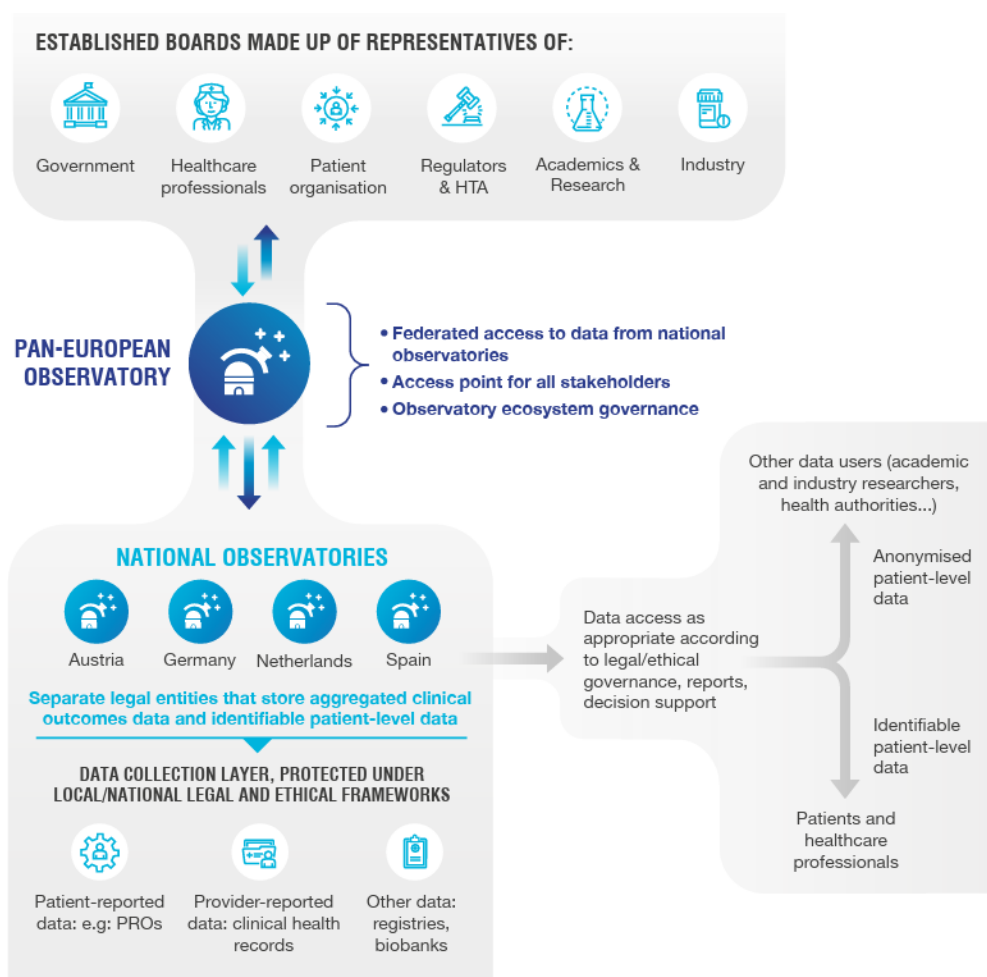 ESTABLISHED BOARDS MADE UP OF REPRESENTATIVES OF:
Government
Healthcare
professionals
Patient
organisation
Regulators
& HTA
Academics &
Research
Industry
PAN-EUROPEAN
OBSERVATORY
• Federated access to data from national
observatories
• Access point for all stakeholders
• Observatory ecosystem governance
NATIONAL OBSERVATORIES
Austria
Germany
Netherlands
Spain
Separate legal entities that store aggregated clinical
outcomes data and identifiable patient-level data
DATA COLLECTION LAYER, PROTECTED UNDER
LOCAL/NATIONAL LEGAL AND ETHICAL FRAMEWORKS
Patient-reported
data: e.g: PROs
Provider-reported
data: clinical health
records
Other data:
registries,
biobanks
Data access as
appropriate according
to legal/ethical
governance, reports,
decision support
Other data users (academic
and industry researchers,
health authorities...)
Anonymised
patient-level
data
Identifiable
patient-level
data
Patients and
healthcare
professionals